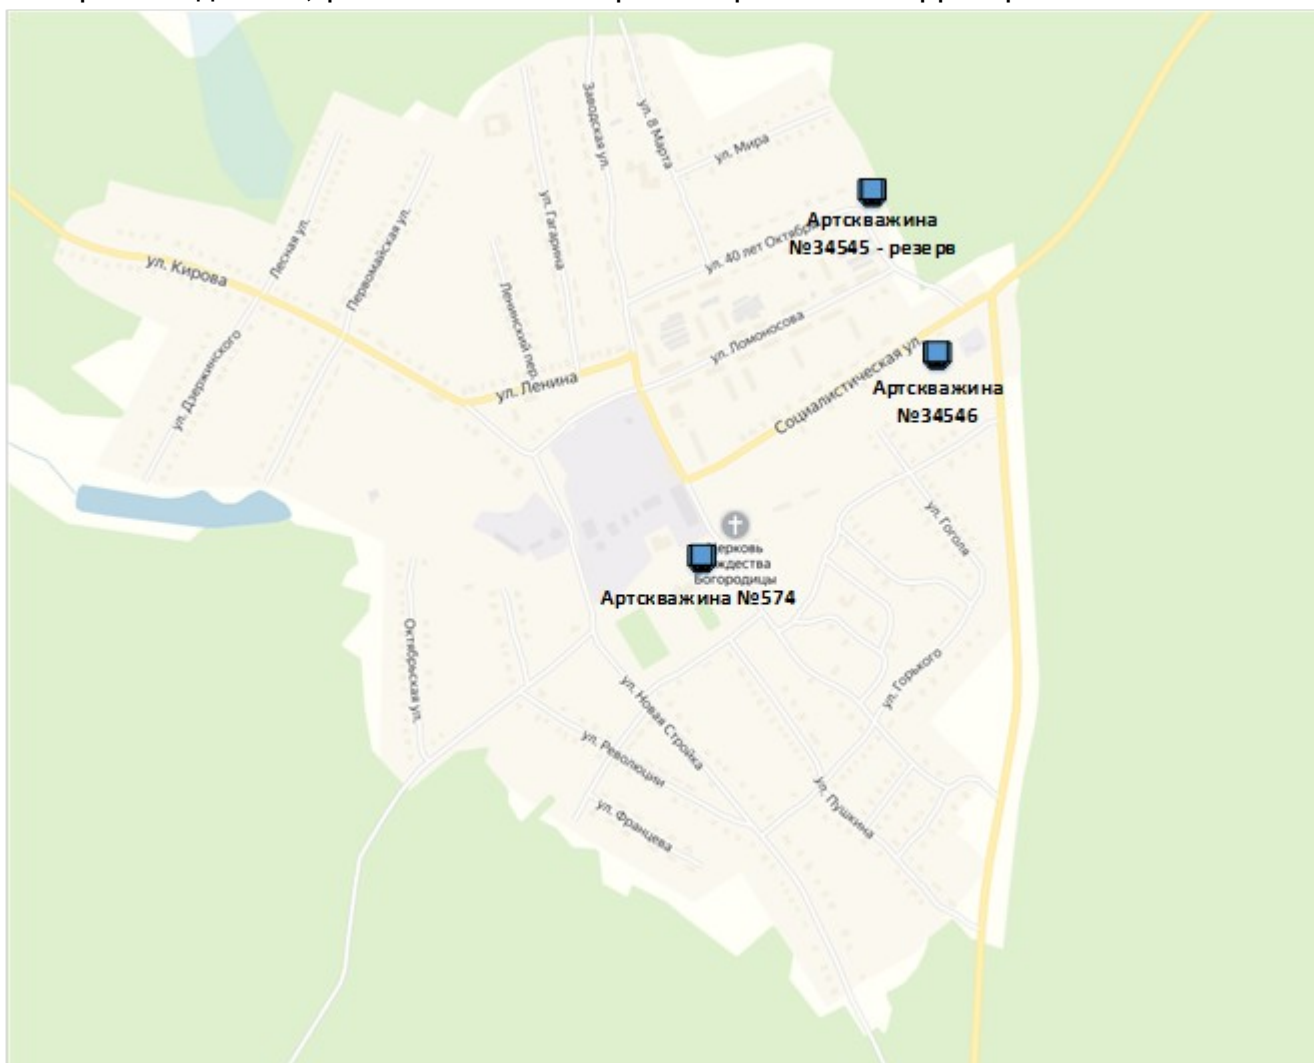 Заводская ул.
ул. 8 Марта
ул. Мира
ул. Гагарина
Лесная ул.
Первомайская ул.
Артскважина
№34545 - резерв
ул. 40 лет Октября
ул. Кирова
Ленинский пер.
ул. Ломоносова
ул. Дзержинского
ул. Ленина
Социалистическая ул.
Артскважина
№34546
ул. Гоголя
Церковь
Рождества
Богородицы
Артскважина №574
Октябрьская ул.
ул. Горького
ул. Новая Стройка
ул. Революции
ул. Пушкина
ул. Францева